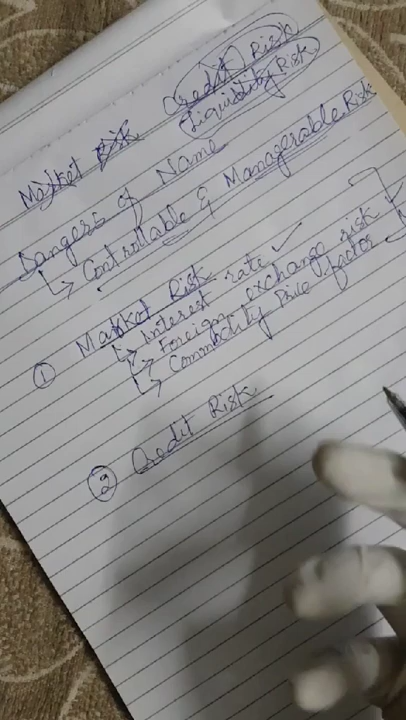 Market Risk
Credit Risk
Liquidity Risk
Dangers of Name
Controllable & Managerable Risk
① Market Risk
Interest rate ✓
Foreign exchange risk
Commodity Price factor
② Credit Risk